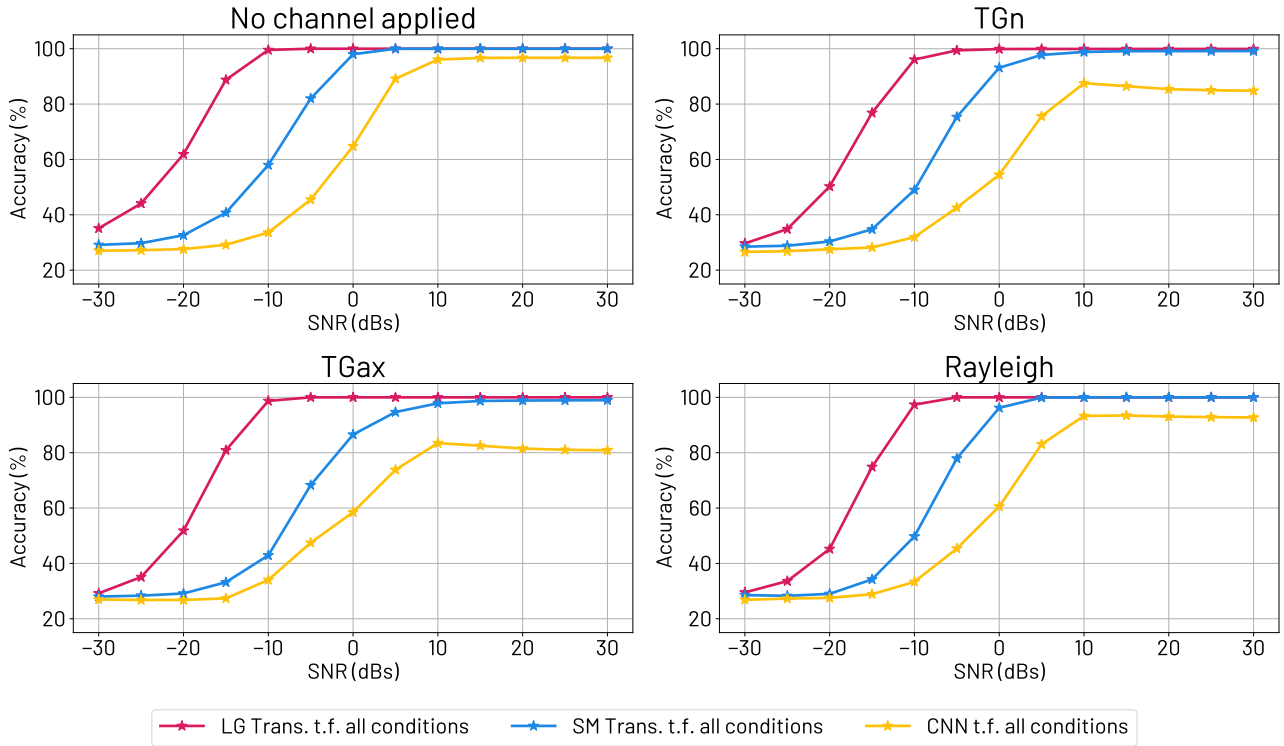 No channel applied
Accuracy (%)
100
80
60
40
20
−30 −20 −10 0 10 20 30
SNR (dBs)
TGn
Accuracy (%)
100
80
60
40
20
−30 −20 −10 0 10 20 30
SNR (dBs)
TGax
Accuracy (%)
100
80
60
40
20
−30 −20 −10 0 10 20 30
SNR (dBs)
Rayleigh
Accuracy (%)
100
80
60
40
20
−30 −20 −10 0 10 20 30
SNR (dBs)
LG Trans. t.f. all conditions SM Trans. t.f. all conditions CNN t.f. all conditions